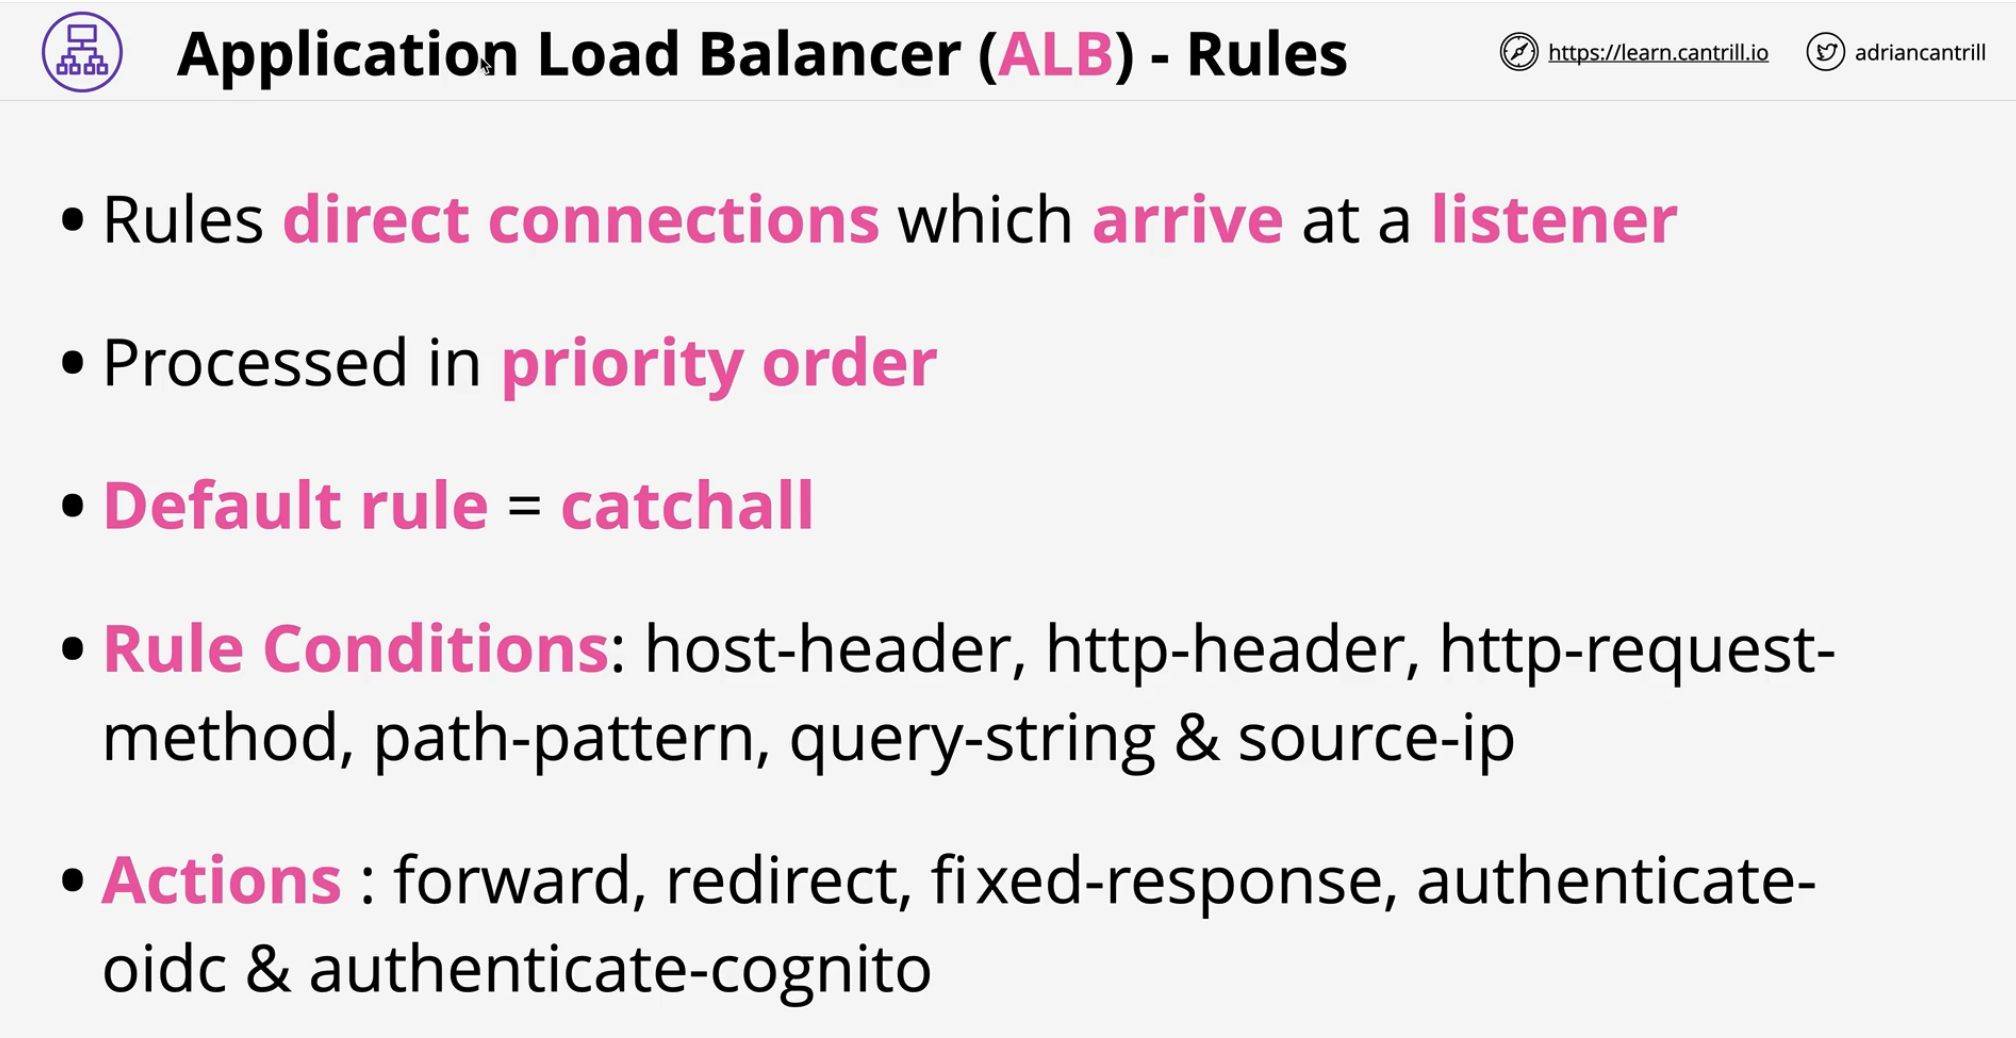 Application Load Balancer (ALB) - Rules
https://learn.cantrill.io
adriancantrill
• Rules direct connections which arrive at a listener
• Processed in priority order
• Default rule = catchall
• Rule Conditions: host-header, http-header, http-request-
method, path-pattern, query-string & source-ip
• Actions : forward, redirect, fixed-response, authenticate-
oidc & authenticate-cognito